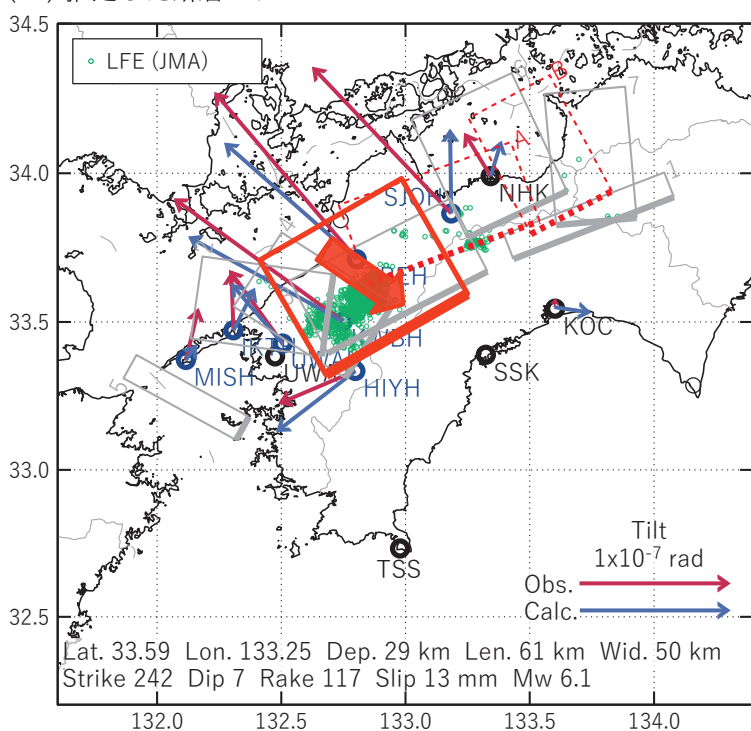 34.5
LFE (JMA)
B
7
34.0
A
1
SJOH
NHK
33.5
KOC
MISH
UWA
HIYH
SSK
5
33.0
TSS
Tilt
1x10-7 rad
Obs.
Calc.
32.5
Lat. 33.59 Lon. 133.25 Dep. 29 km Len. 61 km Wid. 50 km
Strike 242 Dip 7 Rake 117 Slip 13 mm Mw 6.1
132.0 132.5 133.0 133.5 134.0